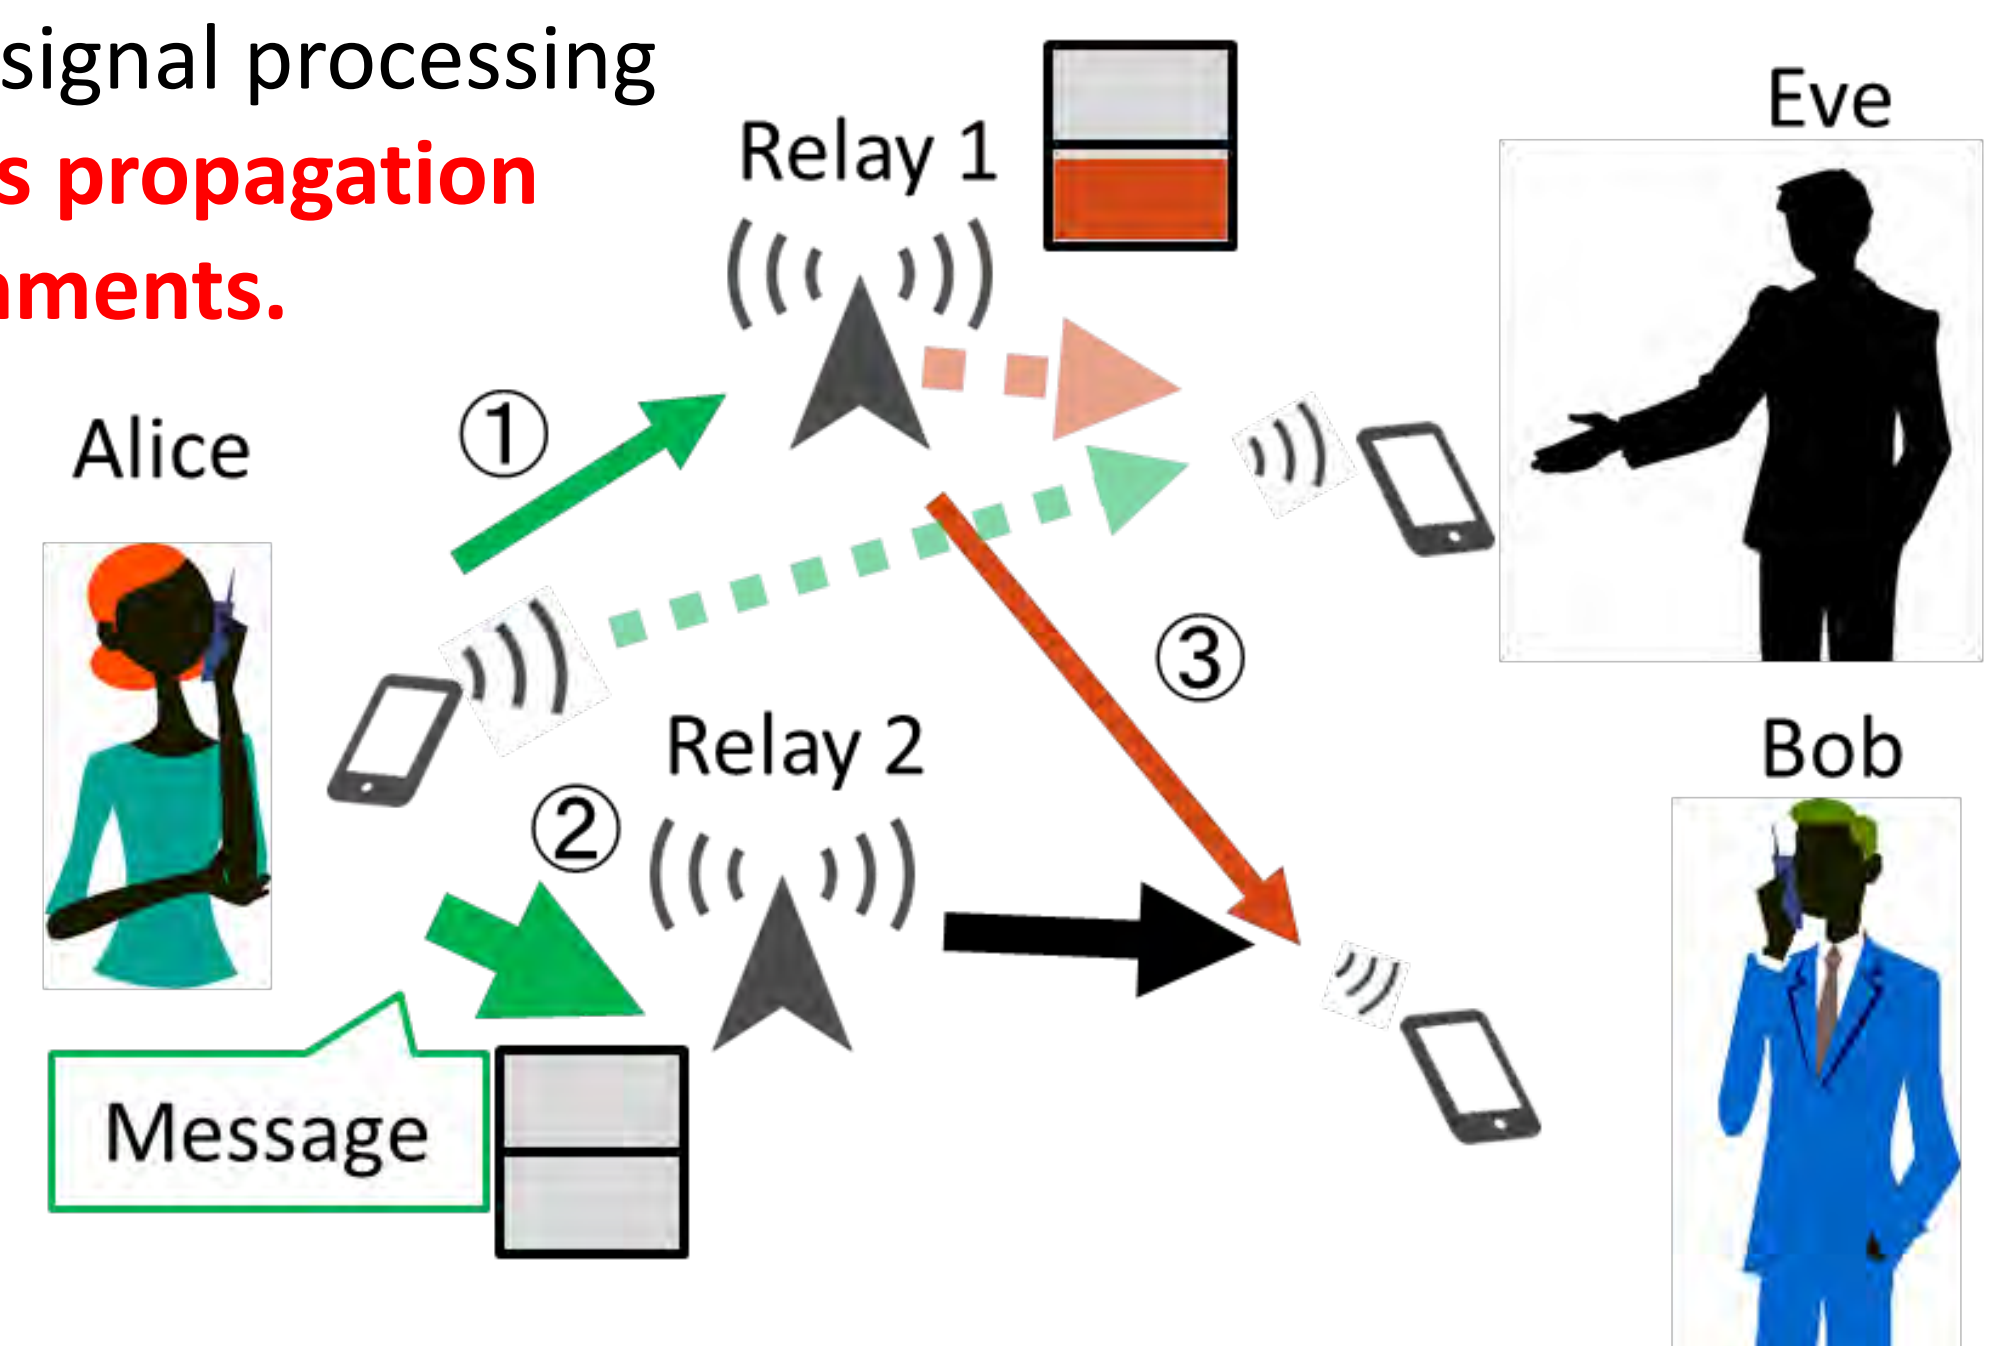 signal processing
s propagation
ments.
Relay 1
Eve
Alice
①
③
Relay 2
Bob
②
Message